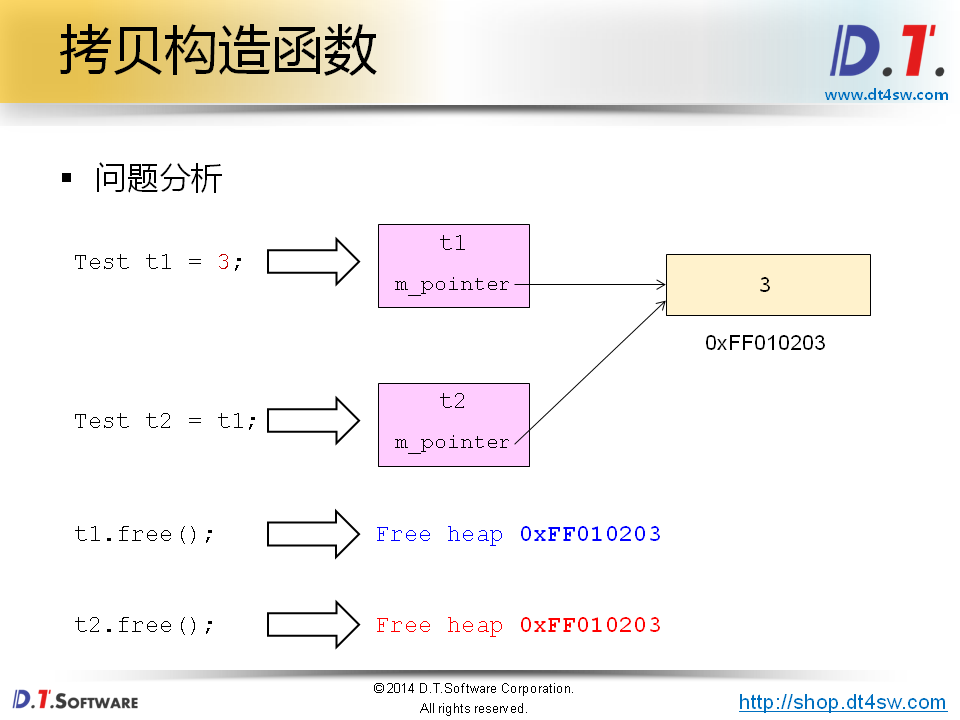 拷贝构造函数
D.T.
www.dt4sw.com
问题分析
Test t1 = 3;
t1
m_pointer
3
0xFF010203
Test t2 = t1;
t2
m_pointer
t1.free();
Free heap 0xFF010203
t2.free();
Free heap 0xFF010203
D.T.SOFTWARE
©2014 D.T.Software Corporation.
All rights reserved.
http://shop.dt4sw.com